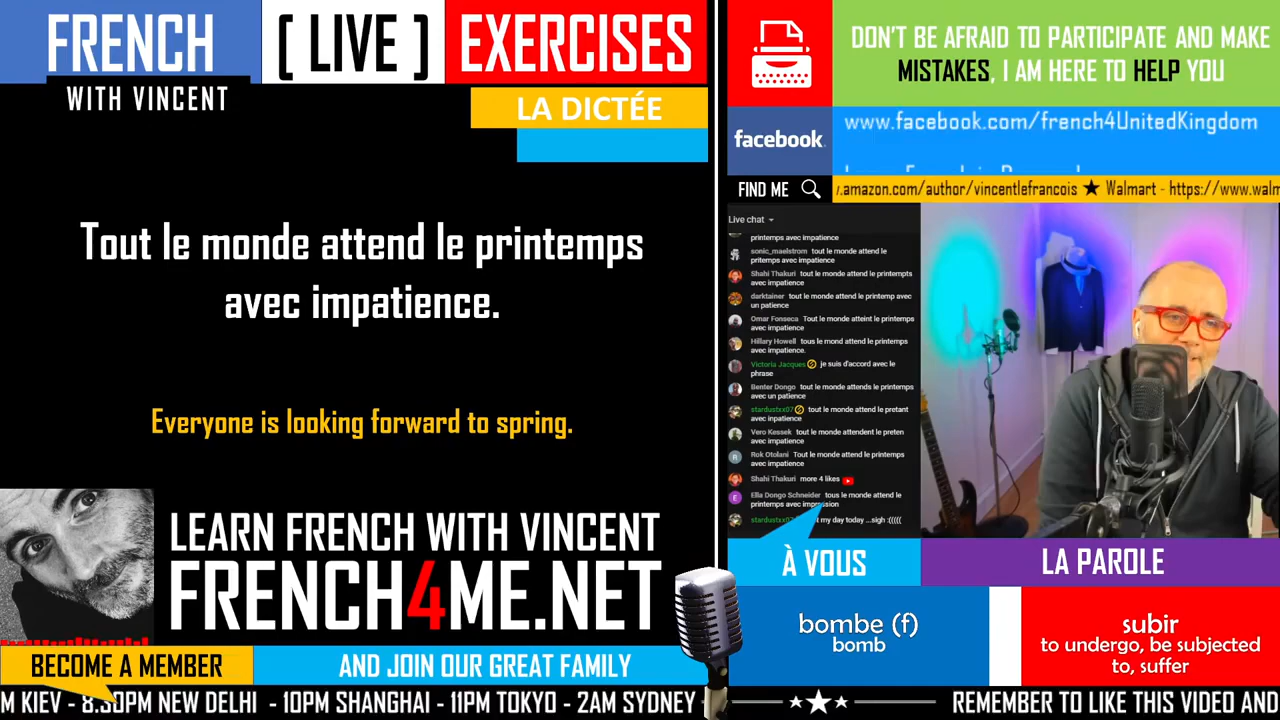 FRENCH
WITH VINCENT
[ LIVE ]
EXERCISES
LA DICTÉE
Tout le monde attend le printemps
avec impatience.
Everyone is looking forward to spring.
LEARN FRENCH WITH VINCENT
FRENCH4ME.NET
BECOME A MEMBER
AND JOIN OUR GREAT FAMILY
M KIEV - 8:30PM NEW DELHI - 10PM SHANGHAI - 11PM TOKYO - 2AM SYDNEY
DON'T BE AFRAID TO PARTICIPATE AND MAKE
MISTAKES, I AM HERE TO HELP YOU
facebook.
www.facebook.com/french4UnitedKingdom
FIND ME
.amazon.com/author/vincentlefrancois ★ Walmart - https://www.walm
Live chat
printemps avec impatience
sonic_maelstrom tout le monde attend le
pritemps avec impatience
Shahi Thakuri tout le monde attend le printempts
avec impatience
darktainer tout le monde attend le printemp avec
un patience
Omar Fonseca Tout le monde atteint le printemps
avec impatience
Hillary Howell tous le monde attend le printemps
avec impatience.
Victoria Jacques je suis d'accord avec le
phrase
Benter Dongo tout le monde attends le printemps
avec un patience
stardustxx07 tout le monde attend le pretant
avec inpatience
Vero Kessek tout le monde attendent le preten
avec impatience
Rok Otolani Tout le monde attend le printemps
avec impatience
Shahi Thakuri more 4 likes
Ella Dongo Schneider tous le monde attend le
printemps avec impression
my day today ...sigh :(((((
À VOUS
LA PAROLE
bombe (f)
bomb
subir
to undergo, be subjected
to, suffer
REMEMBER TO LIKE THIS VIDEO AND